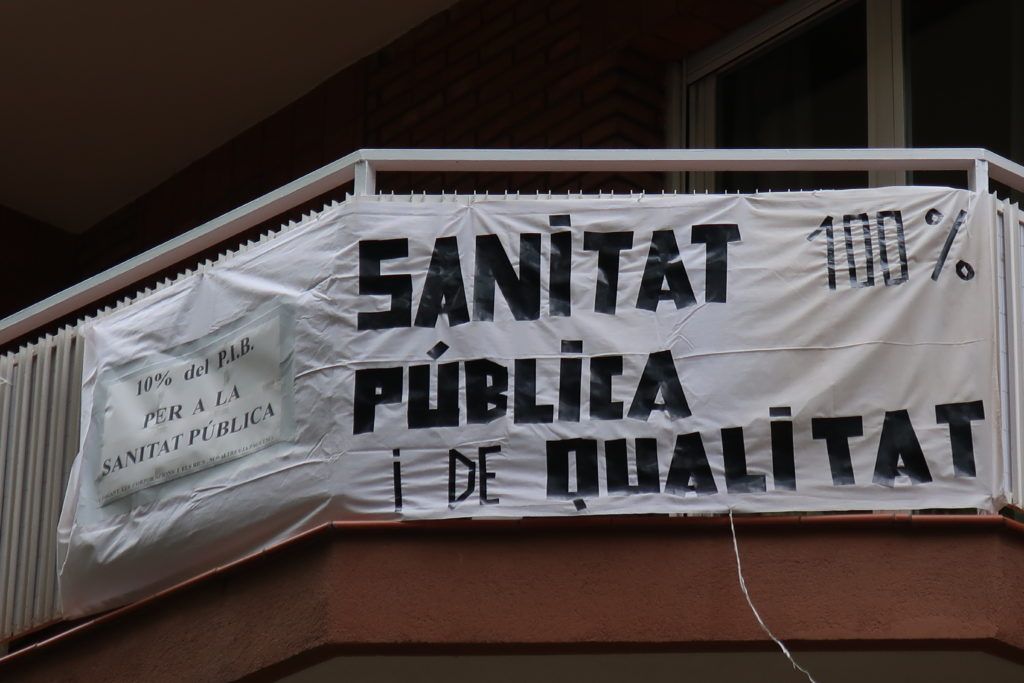 10% del P.I.B.
PER A LA
SANITAT PÚBLICA
SANITAT 100%
PÚBLICA
i DE QUALITAT